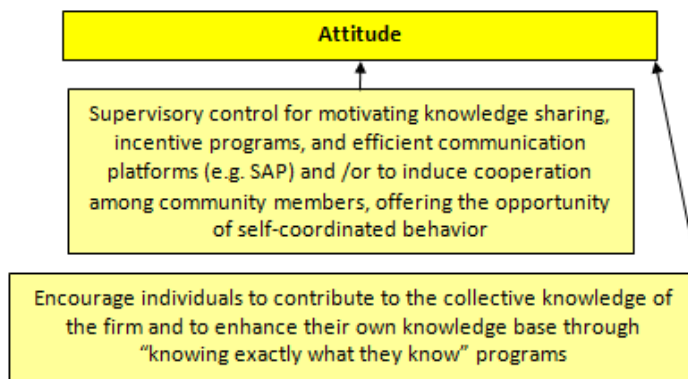 Attitude
Supervisory control for motivating knowledge sharing,
incentive programs, and efficient communication
platforms (e.g. SAP) and /or to induce cooperation
among community members, offering the opportunity
of self-coordinated behavior
Encourage individuals to contribute to the collective knowledge of
the firm and to enhance their own knowledge base through
“knowing exactly what they know” programs